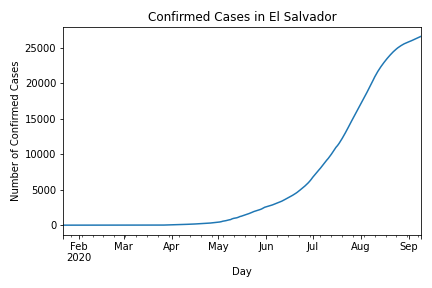 Confirmed Cases in El Salvador
Number of Confirmed Cases
25000
20000
15000
10000
5000
0
Feb Mar Apr May Jun Jul Aug Sep
2020
Day